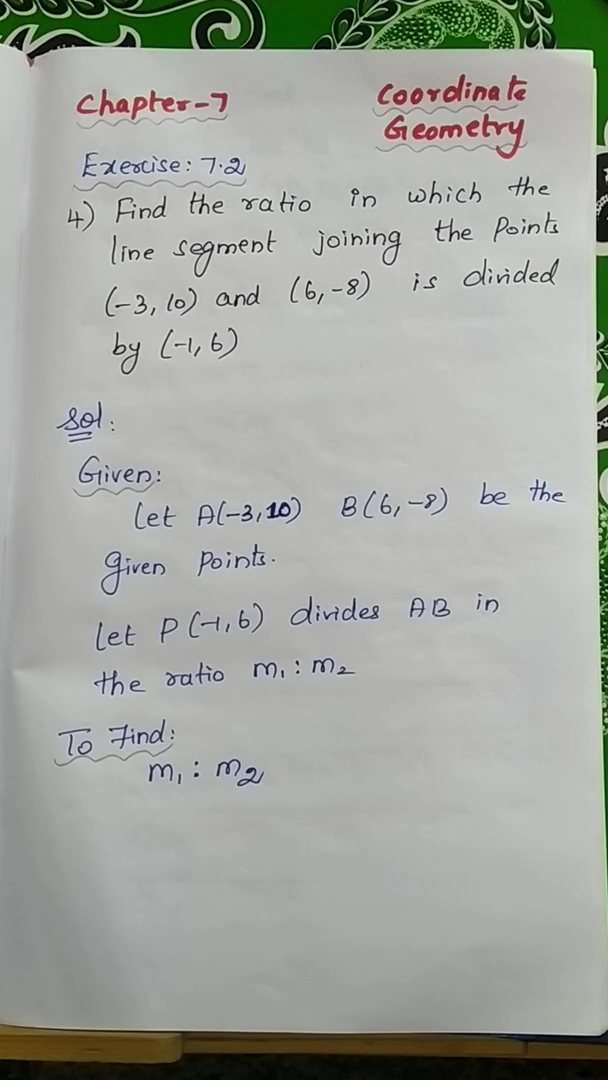 Chapter-7 Coordinate
Geometry
Exercise: 7.2
4) Find the ratio in which the
line segment joining the Points
(-3, 10) and (6, -8) is divided
by (-1, 6)
Sol:
Given:
Let A(-3, 10) B(6, -8) be the
given Points.
Let P(-1, 6) divides AB in
the ratio m₁ : m₂
To Find:
m₁ : m₂